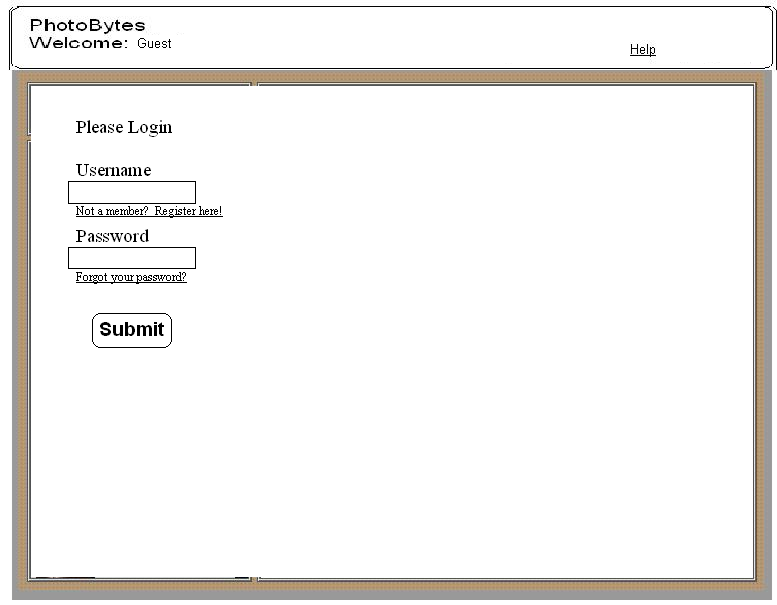 PhotoBytes
Welcome: Guest
Help
Please Login
Username
Not a member? Register here!
Password
Forgot your password?
Submit